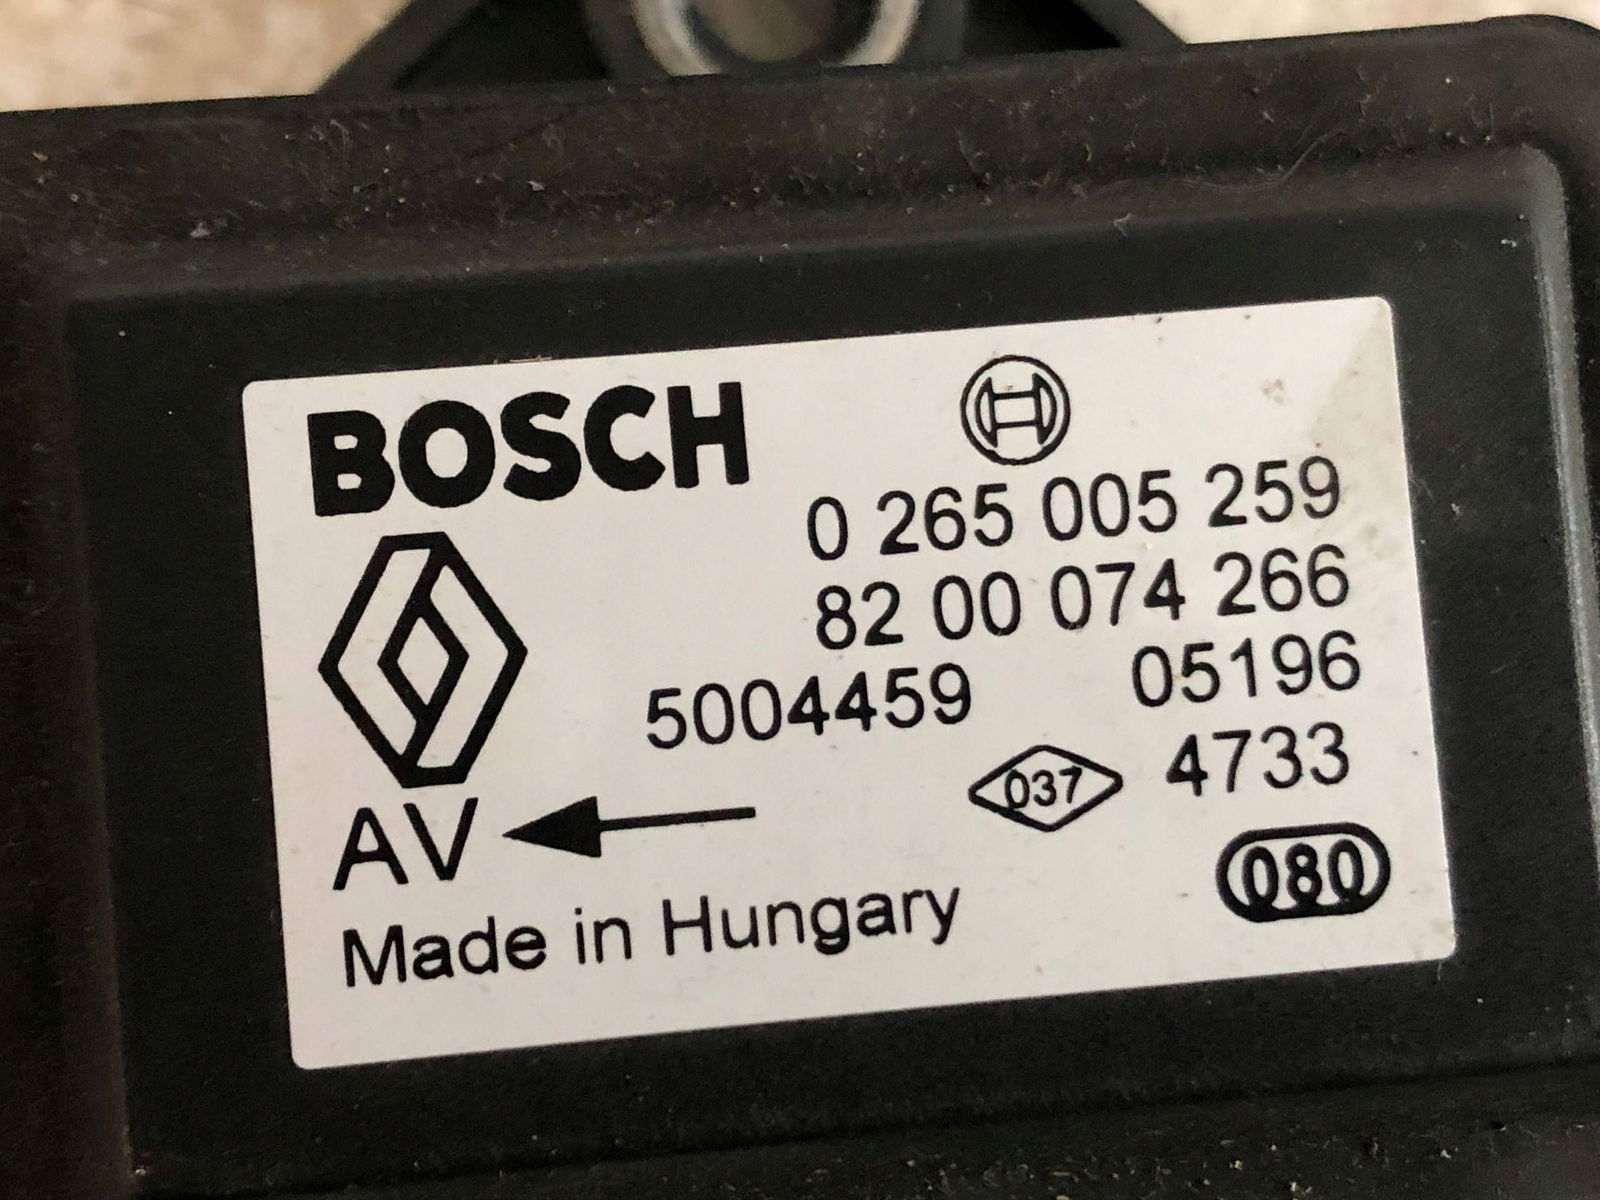 BOSCH
0 265 005 259
82 00 074 266
5004459 05196
037 4733
AV
080
Made in Hungary